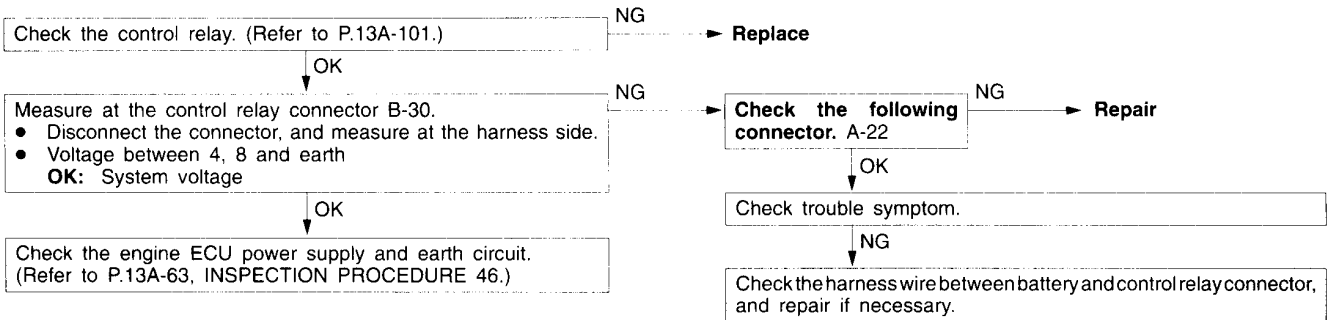 Check the control relay. (Refer to P.13A-101.)
NG
Replace
OK
Measure at the control relay connector B-30.
● Disconnect the connector, and measure at the harness side.
● Voltage between 4, 8 and earth
OK: System voltage
NG
Check the following
connector. A-22
NG
Repair
OK
Check trouble symptom.
NG
Check the harness wire between battery and control relay connector,
and repair if necessary.
OK
Check the engine ECU power supply and earth circuit.
(Refer to P.13A-63, INSPECTION PROCEDURE 46.)